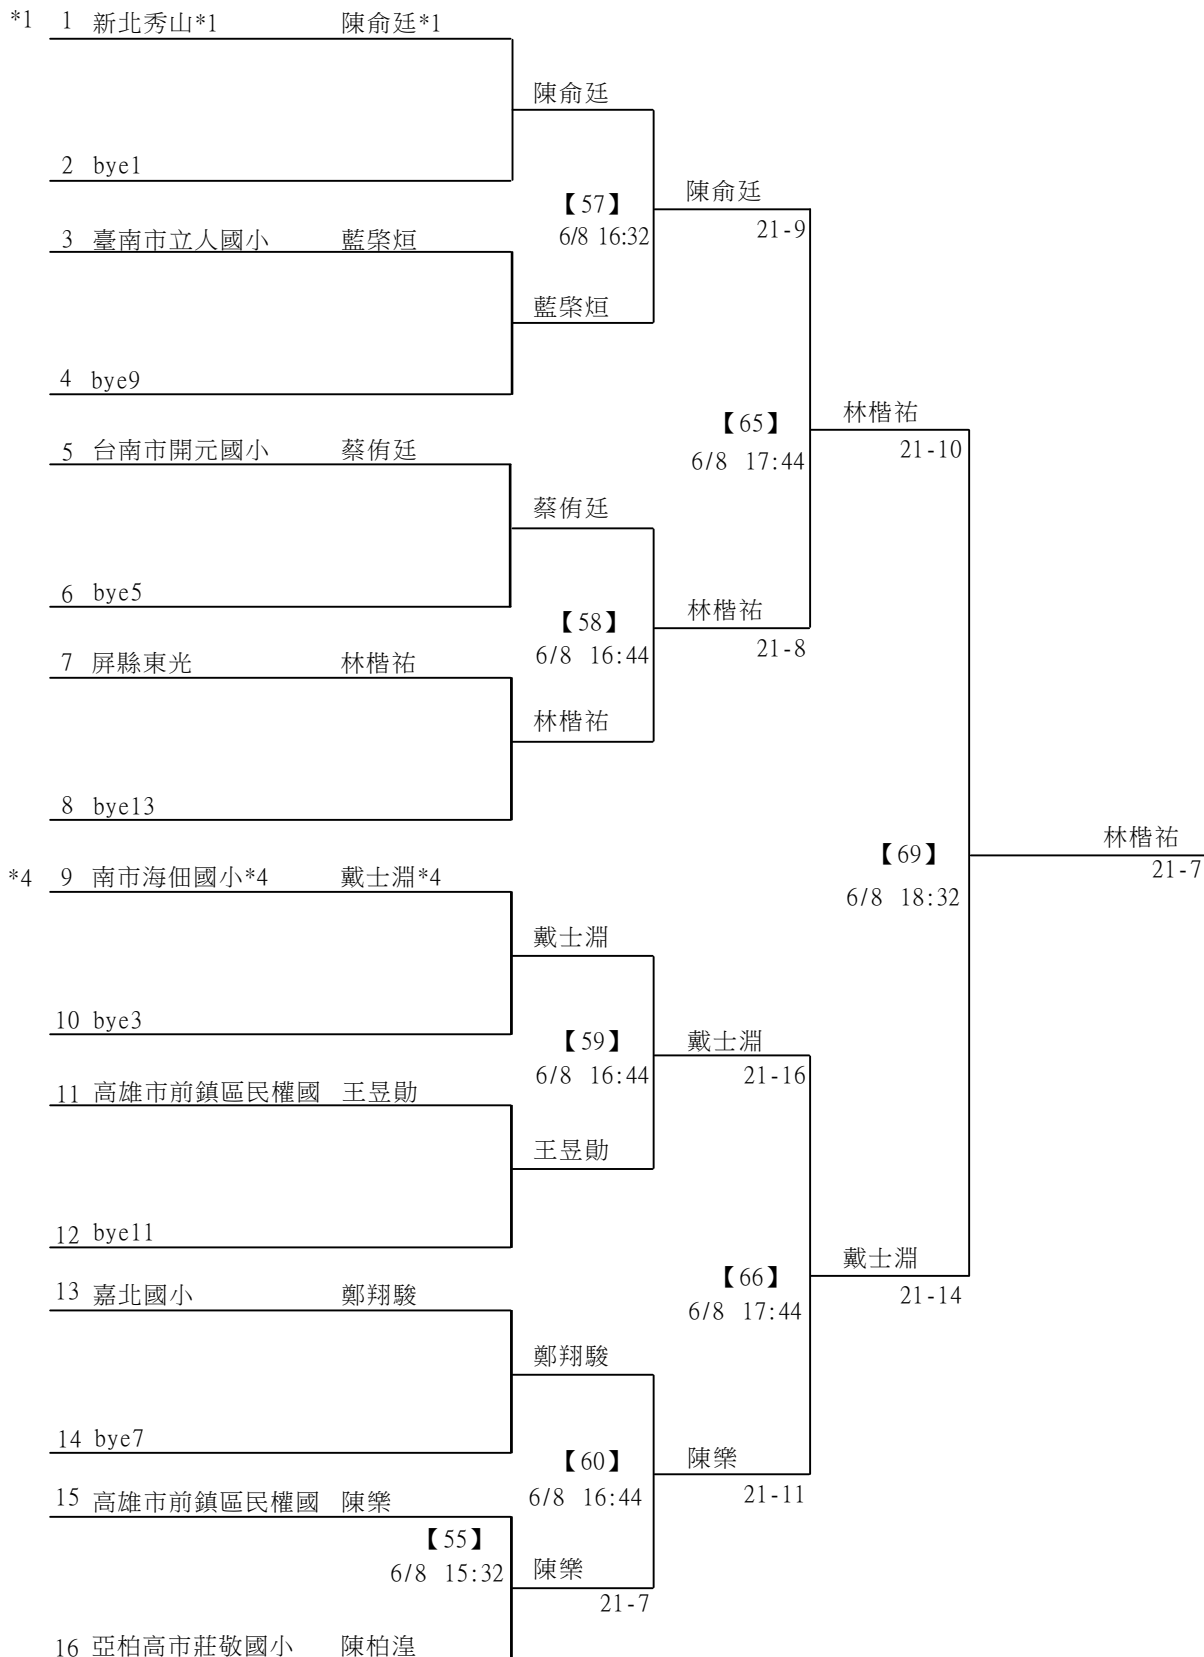 *1 1 新北秀山*1 陳俞廷*1
陳俞廷
2 bye1
【57】 陳俞廷
3 臺南市立人國小 藍棨烜 6/8 16:32 21-9
藍棨烜
4 bye9
【65】 林楷祐
5 台南市開元國小 蔡侑廷 6/8 17:44 21-10
蔡侑廷
6 bye5
【58】 林楷祐
7 屏縣東光 林楷祐 6/8 16:44 21-8
林楷祐
8 bye13
【69】 林楷祐
*4 9 南市海佃國小*4 戴士淵*4 6/8 18:32 21-7
戴士淵
10 bye3
【59】 戴士淵
11 高雄市前鎮區民權國 王昱勛 6/8 16:44 21-16
王昱勛
12 bye11
【66】 戴士淵
13 嘉北國小 鄭翔駿 6/8 17:44 21-14
鄭翔駿
14 bye7
【60】 陳樂
15 高雄市前鎮區民權國 陳樂 6/8 16:44 21-11
【55】
6/8 15:32 陳樂
21-7
16 亞柏高市莊敬國小 陳柏湟